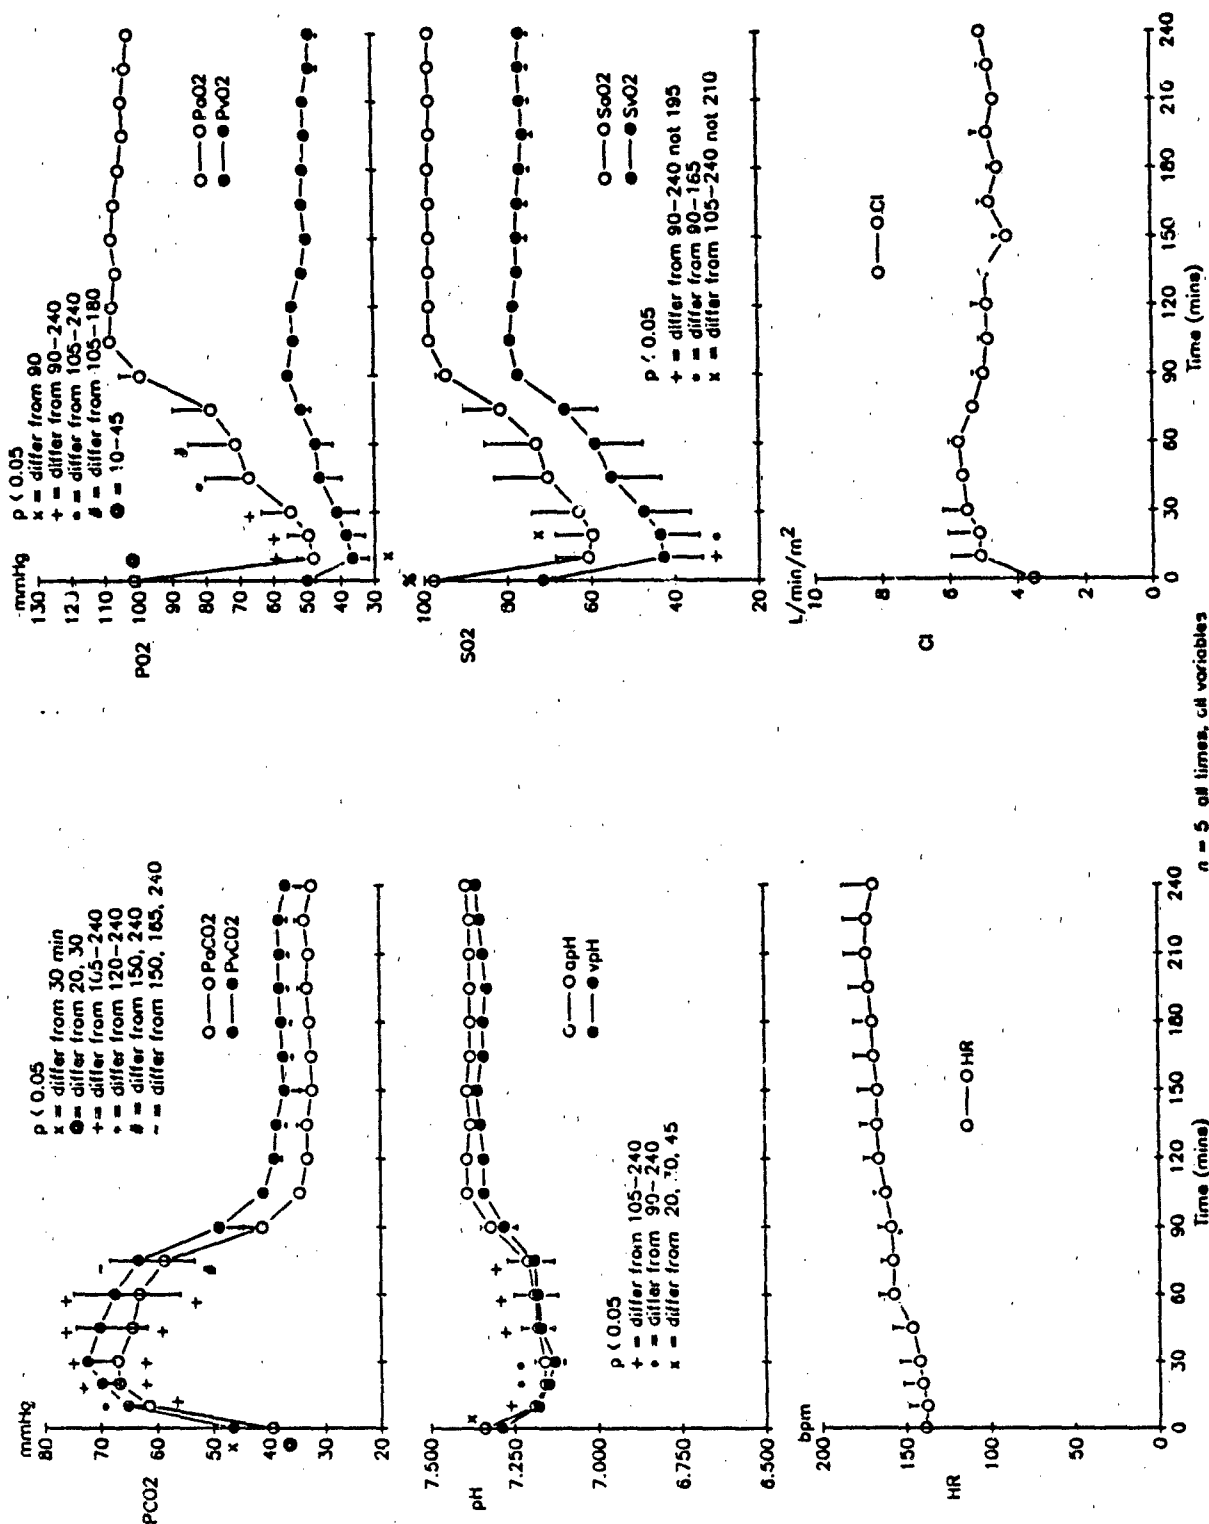 mmHg
80
70
60
50
40
30
20
PCO2
p < 0.05
x = differ from 30 min
@ = differ from 20, 30
+ = differ from 105-240
* = differ from 120-240
# = differ from 150, 240
~ = differ from 150, 165, 240
PaCO2
PvCO2
7.500
7.250
7.000
6.750
6.500
pH
p < 0.05
+ = differ from 105-240
* = differ from 90-240
x = differ from 20, 30, 45
apH
vpH
bpm
200
150
100
50
0
HR
HR
0 30 60 90 120 150 180 210 240
Time (mins)
mmHg
130
120
110
100
90
80
70
60
50
40
30
PO2
p < 0.05
x = differ from 90
+ = differ from 90-240
* = differ from 105-240
# = differ from 105-180
@ = 10-45
PaO2
PvO2
%
100
80
60
40
20
SO2
p < 0.05
+ = differ from 90-240 not 195
* = differ from 90-165
x = differ from 105-240 not 210
SaO2
SvO2
L/min/m2
10
8
6
4
2
0
CI
CI
0 30 60 90 120 150 180 210 240
Time (mins)
n = 5 all times, all variables